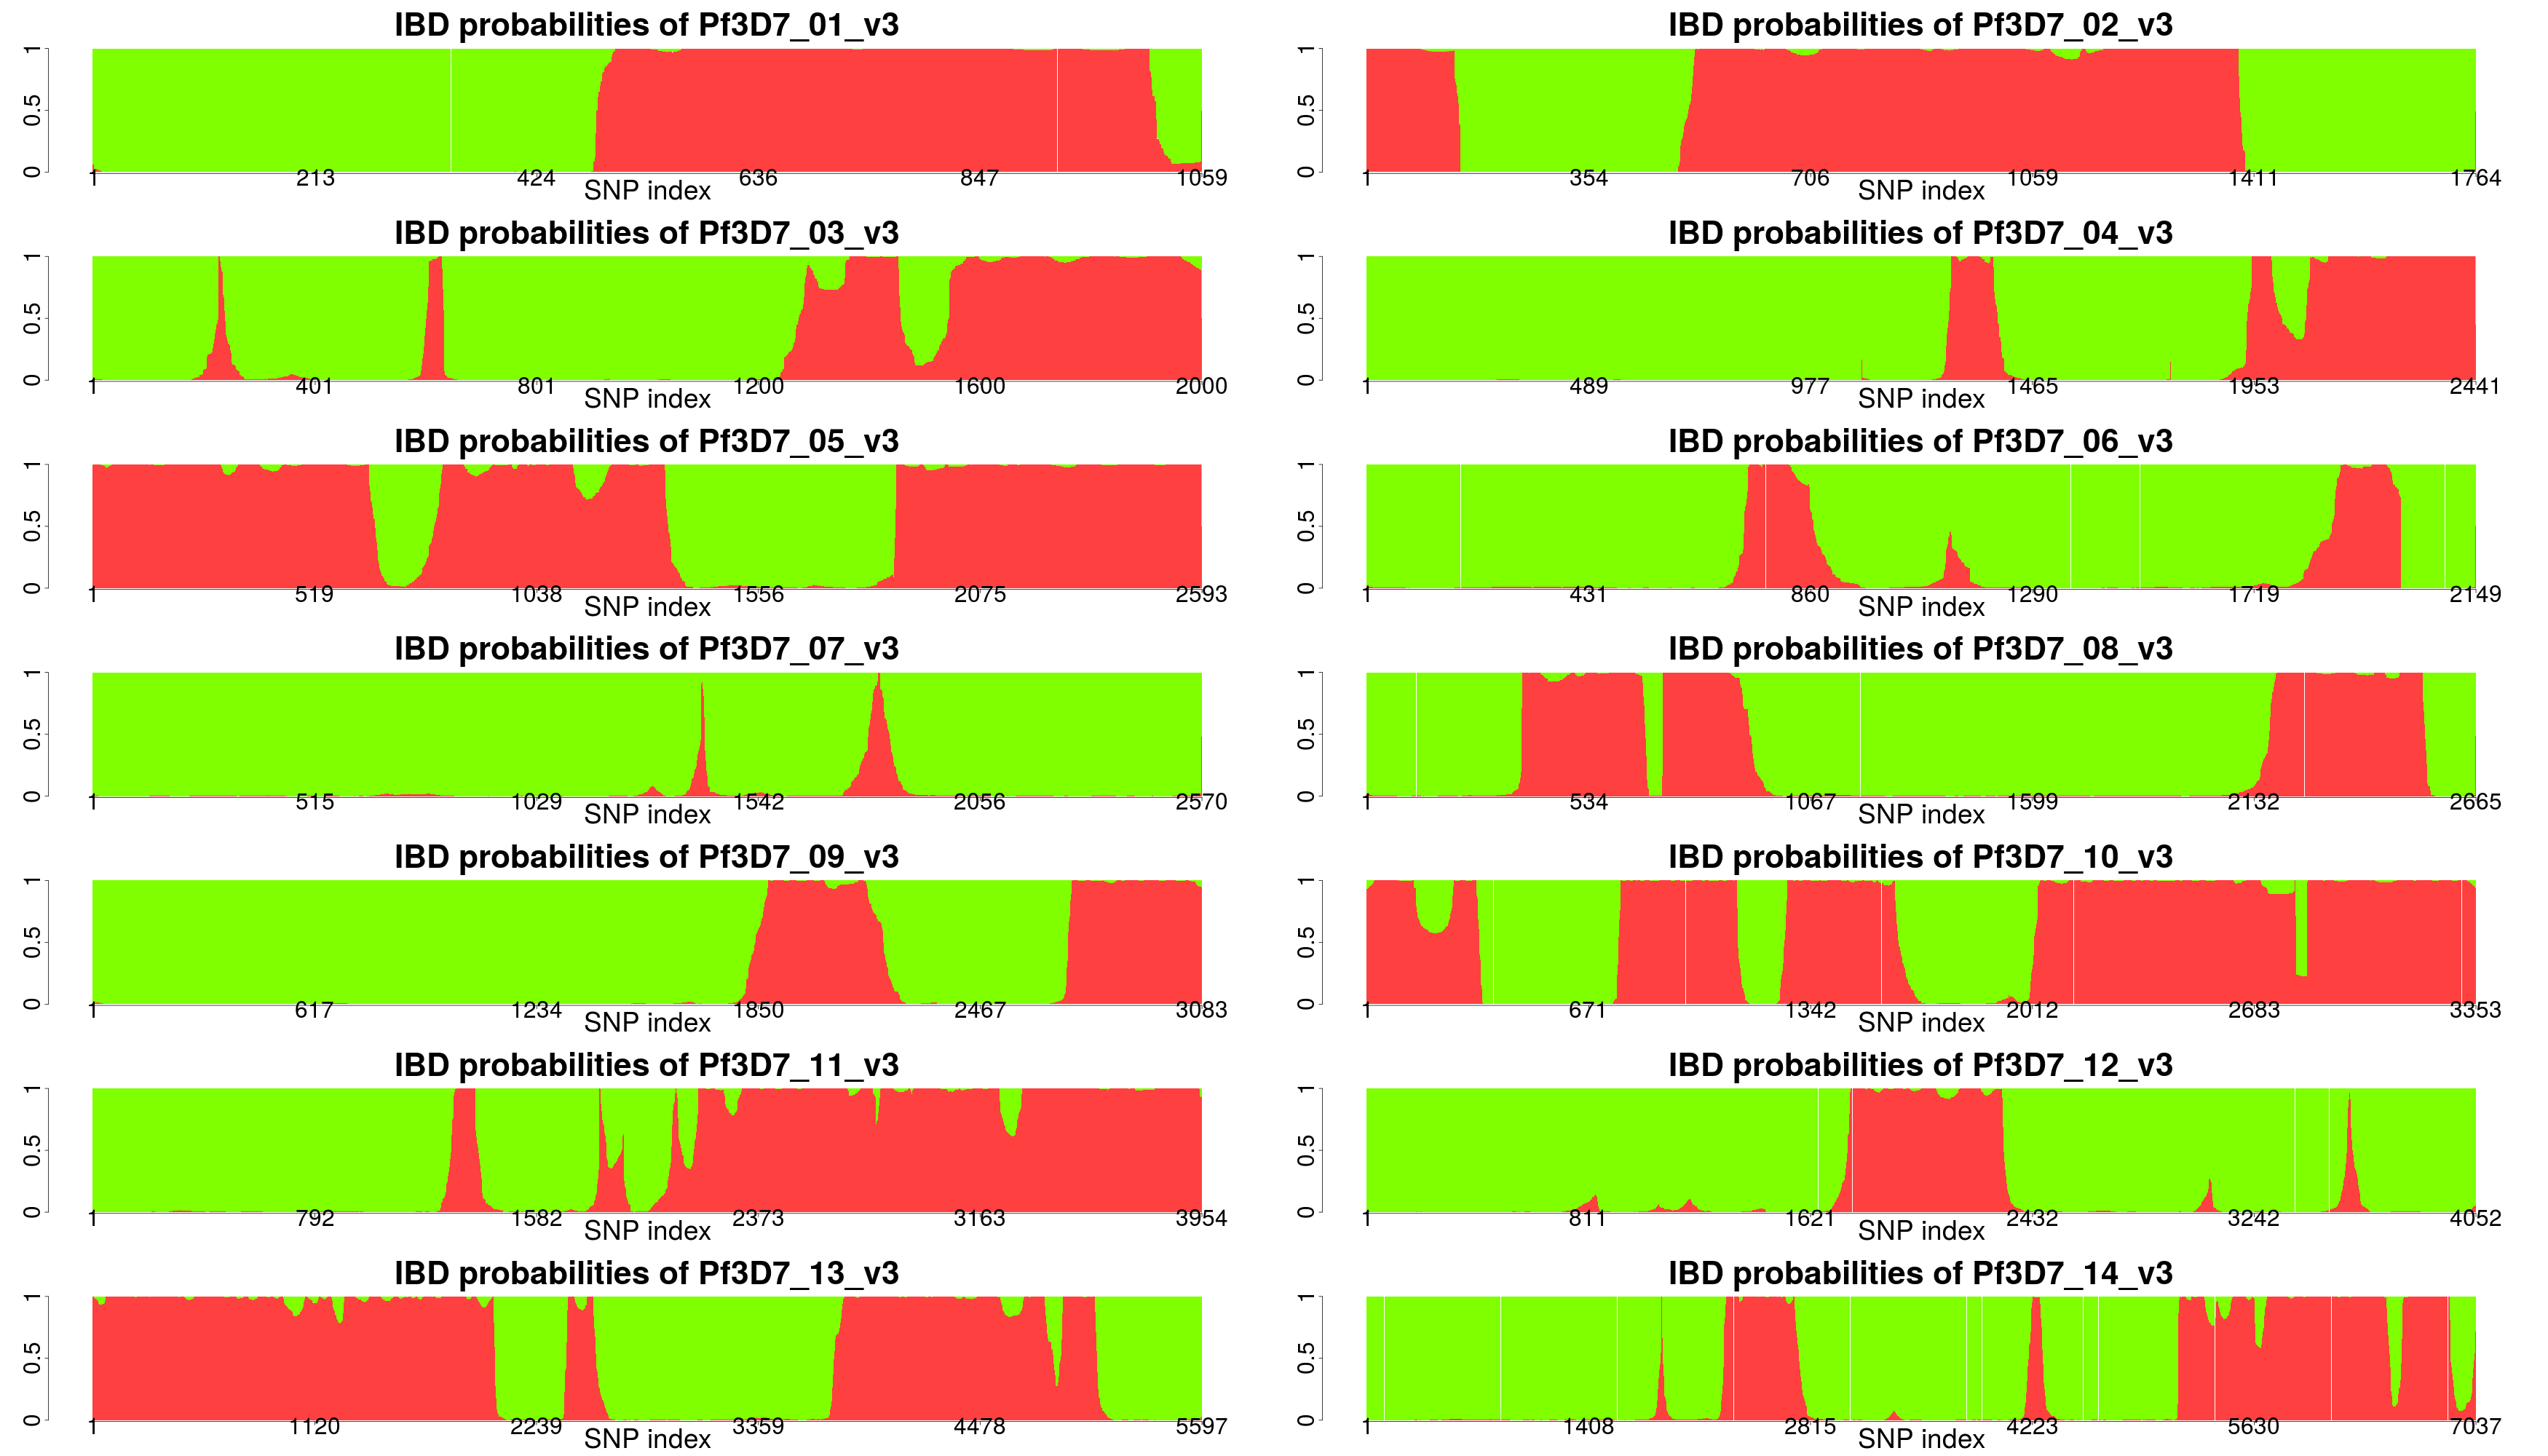 IBD probabilities of Pf3D7_01_v3
1
0.5
0
1 213 424 636 847 1059
SNP index
IBD probabilities of Pf3D7_02_v3
1
0.5
0
1 354 706 1059 1411 1764
SNP index
IBD probabilities of Pf3D7_03_v3
1
0.5
0
1 401 801 1200 1600 2000
SNP index
IBD probabilities of Pf3D7_04_v3
1
0.5
0
1 489 977 1465 1953 2441
SNP index
IBD probabilities of Pf3D7_05_v3
1
0.5
0
1 519 1038 1556 2075 2593
SNP index
IBD probabilities of Pf3D7_06_v3
1
0.5
0
1 431 860 1290 1719 2149
SNP index
IBD probabilities of Pf3D7_07_v3
1
0.5
0
1 515 1029 1542 2056 2570
SNP index
IBD probabilities of Pf3D7_08_v3
1
0.5
0
1 534 1067 1599 2132 2665
SNP index
IBD probabilities of Pf3D7_09_v3
1
0.5
0
1 617 1234 1850 2467 3083
SNP index
IBD probabilities of Pf3D7_10_v3
1
0.5
0
1 671 1342 2012 2683 3353
SNP index
IBD probabilities of Pf3D7_11_v3
1
0.5
0
1 792 1582 2373 3163 3954
SNP index
IBD probabilities of Pf3D7_12_v3
1
0.5
0
1 811 1621 2432 3242 4052
SNP index
IBD probabilities of Pf3D7_13_v3
1
0.5
0
1 1120 2239 3359 4478 5597
SNP index
IBD probabilities of Pf3D7_14_v3
1
0.5
0
1 1408 2815 4223 5630 7037
SNP index